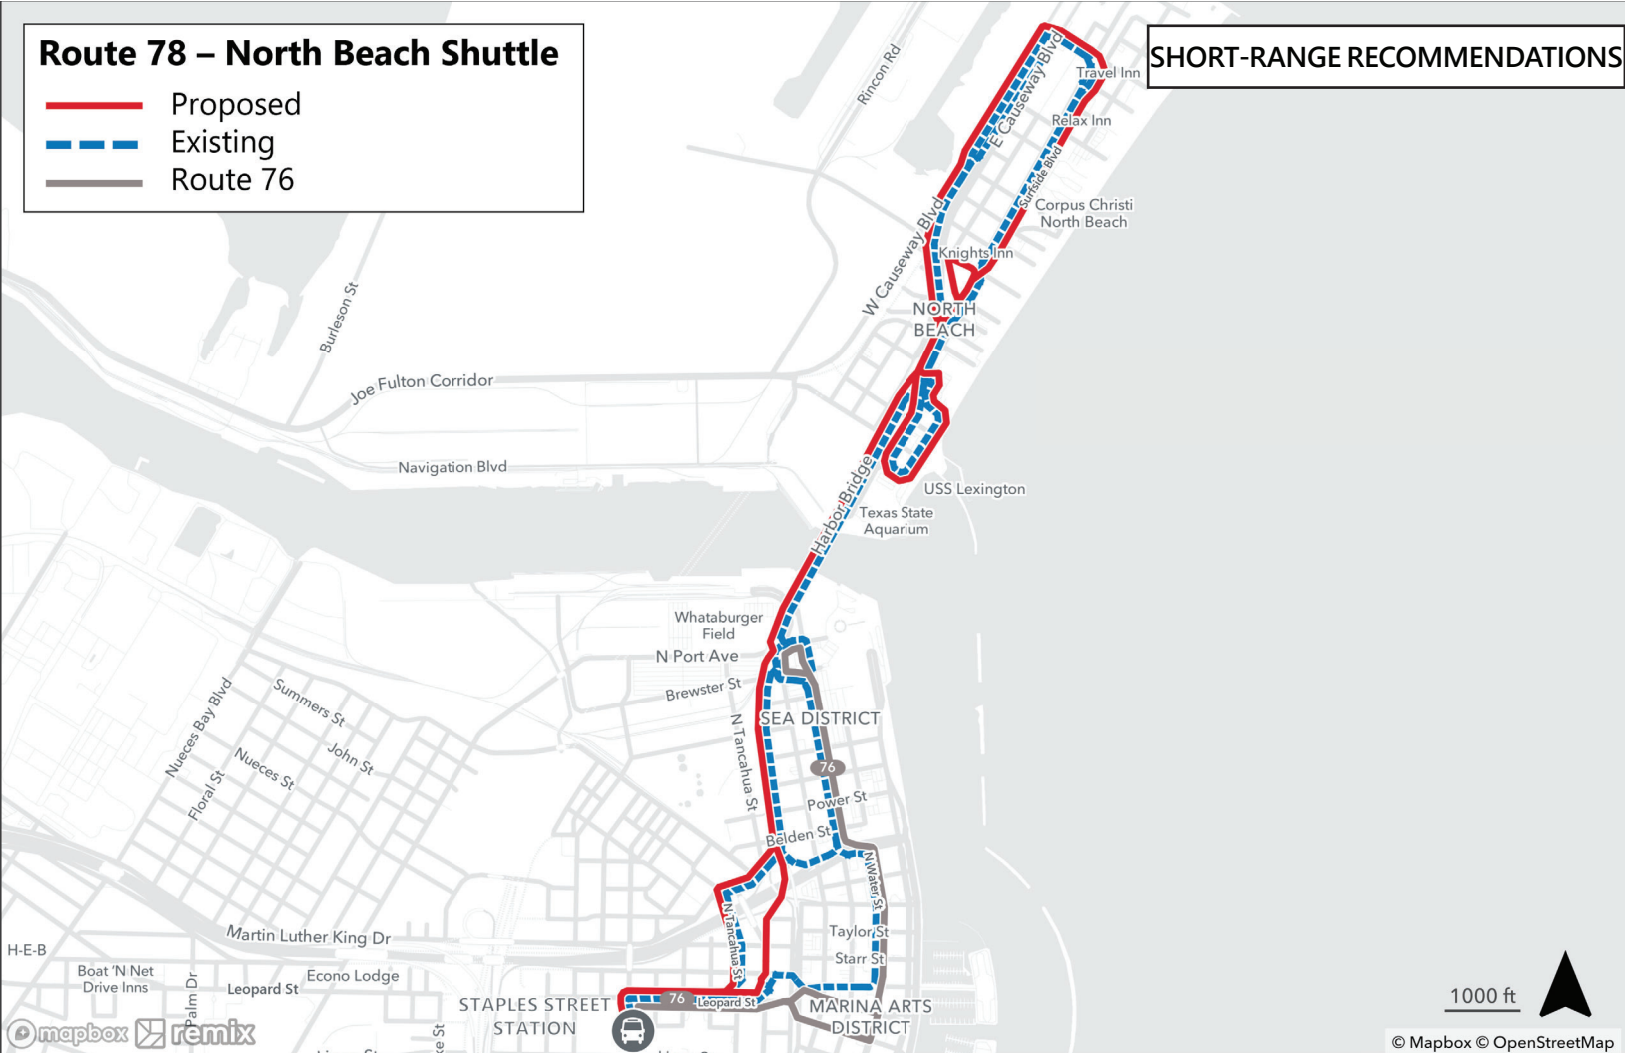 Route 78 – North Beach Shuttle
Proposed
Existing
Route 76
SHORT-RANGE RECOMMENDATIONS
Rincon Rd
E Causeway Blvd
Travel Inn
Relax Inn
Surfside Blvd
Corpus Christi
North Beach
W Causeway Blvd
Knights Inn
NORTH
BEACH
Burleson St
Joe Fulton Corridor
Navigation Blvd
Harbor Bridge
USS Lexington
Texas State
Aquarium
Whataburger
Field
N Port Ave
Brewster St
Summers St
Nueces Bay Blvd
John St
Nueces St
Floral St
N Tancahua St
SEA DISTRICT
76
Power St
Belden St
N Water St
N Tancahua St
Taylor St
Starr St
Martin Luther King Dr
H-E-B
Boat 'N Net
Drive Inns
Palm Dr
Leopard St
Econo Lodge
STAPLES STREET
STATION
76
Leopard St
MARINA ARTS
DISTRICT
1000 ft
mapbox
remix
© Mapbox © OpenStreetMap